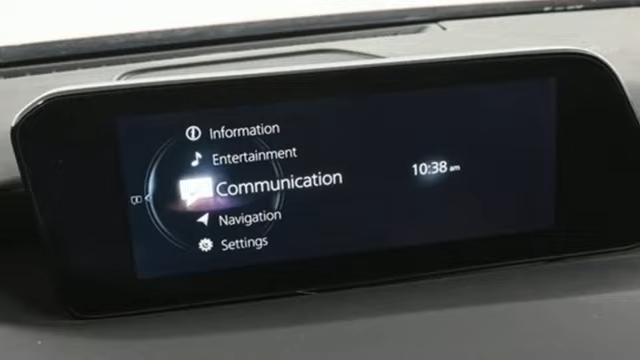 Information
Entertainment
Communication
10:38 am
Navigation
Settings